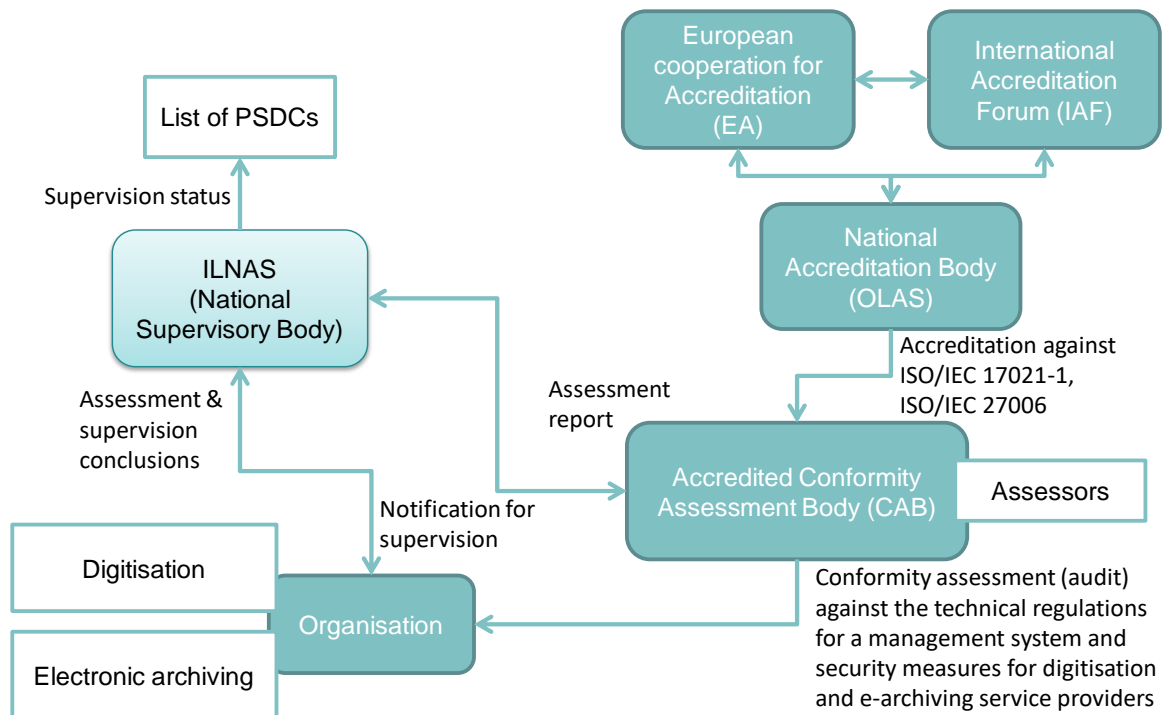 European
cooperation for
Accreditation
(EA)
International
Accreditation
Forum (IAF)
List of PSDCs
Supervision status
ILNAS
(National
Supervisory Body)
National
Accreditation Body
(OLAS)
Accreditation against
ISO/IEC 17021-1,
ISO/IEC 27006
Assessment &
supervision
conclusions
Assessment
report
Accredited Conformity
Assessment Body (CAB)
Assessors
Notification for
supervision
Digitisation
Organisation
Electronic archiving
Conformity assessment (audit)
against the technical regulations
for a management system and
security measures for digitisation
and e-archiving service providers